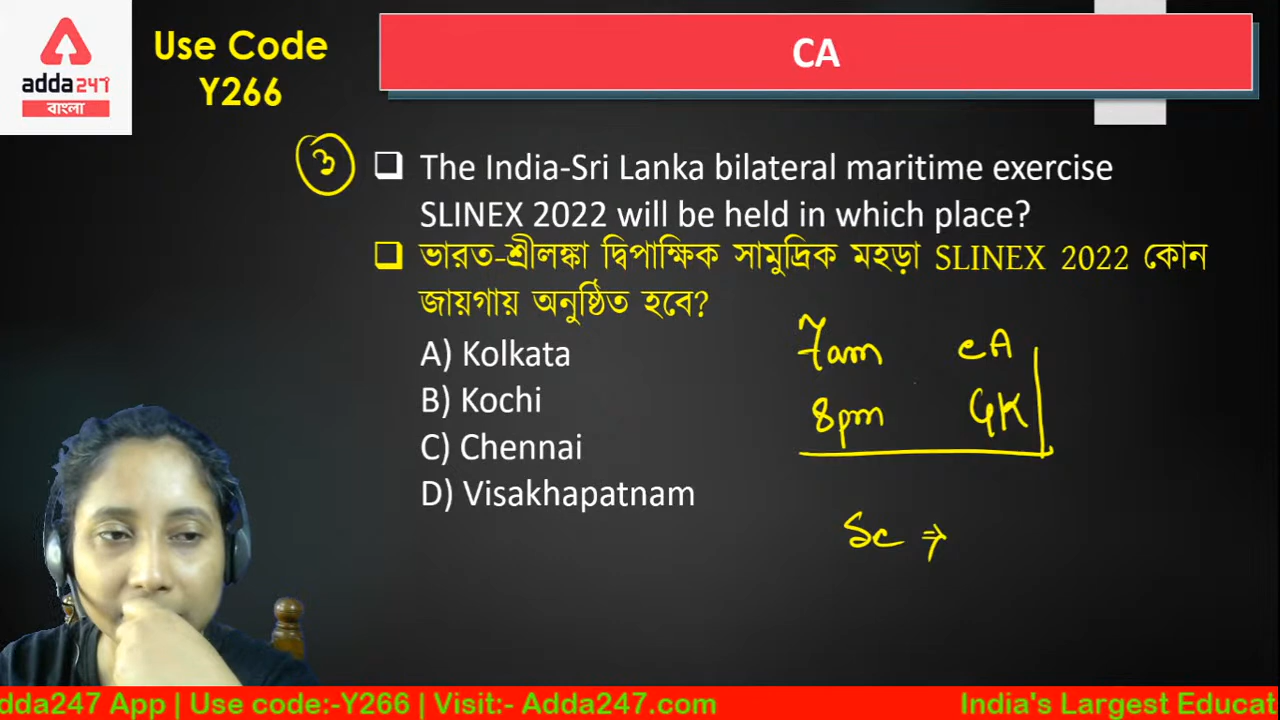 adda247
বাংলা
Use Code
Y266
CA
3
The India-Sri Lanka bilateral maritime exercise
SLINEX 2022 will be held in which place?
ভারত-শ্রীলঙ্কা দ্বিপাক্ষিক সামুদ্রিক মহড়া SLINEX 2022 কোন
জায়গায় অনুষ্ঠিত হবে?
A) Kolkata
B) Kochi
C) Chennai
D) Visakhapatnam
7am CA
8pm GK
Sc ⇒
dda247 App | Use code:-Y266 | Visit:- Adda247.com India's Largest Educat